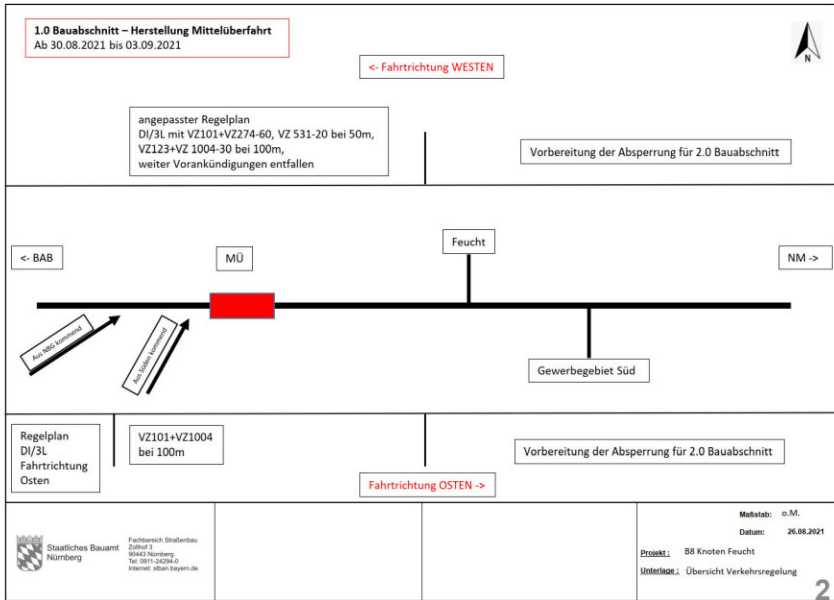 1.0 Bauabschnitt – Herstellung Mittelüberfahrt
Ab 30.08.2021 bis 03.09.2021
N
<- Fahrtrichtung WESTEN
angepasster Regelplan
DI/3L mit VZ101+VZ274-60, VZ 531-20 bei 50m,
VZ123+VZ 1004-30 bei 100m,
weiter Vorankündigungen entfallen
Vorbereitung der Absperrung für 2.0 Bauabschnitt
<- BAB
MÜ
Feucht
NM ->
Aus NBG kommend
Aus Süden kommend
Gewerbegebiet Süd
Regelplan
DI/3L
Fahrtrichtung
Osten
VZ101+VZ1004
bei 100m
Vorbereitung der Absperrung für 2.0 Bauabschnitt
Fahrtrichtung OSTEN ->
Staatliches Bauamt
Nürnberg
Fachbereich Straßenbau
Zollhof 3
90443 Nürnberg
Tel: 0911-24294-0
Internet: stban.bayern.de
Maßstab: o.M.
Datum: 26.08.2021
Projekt : B8 Knoten Feucht
Unterlage : Übersicht Verkehrsregelung
2